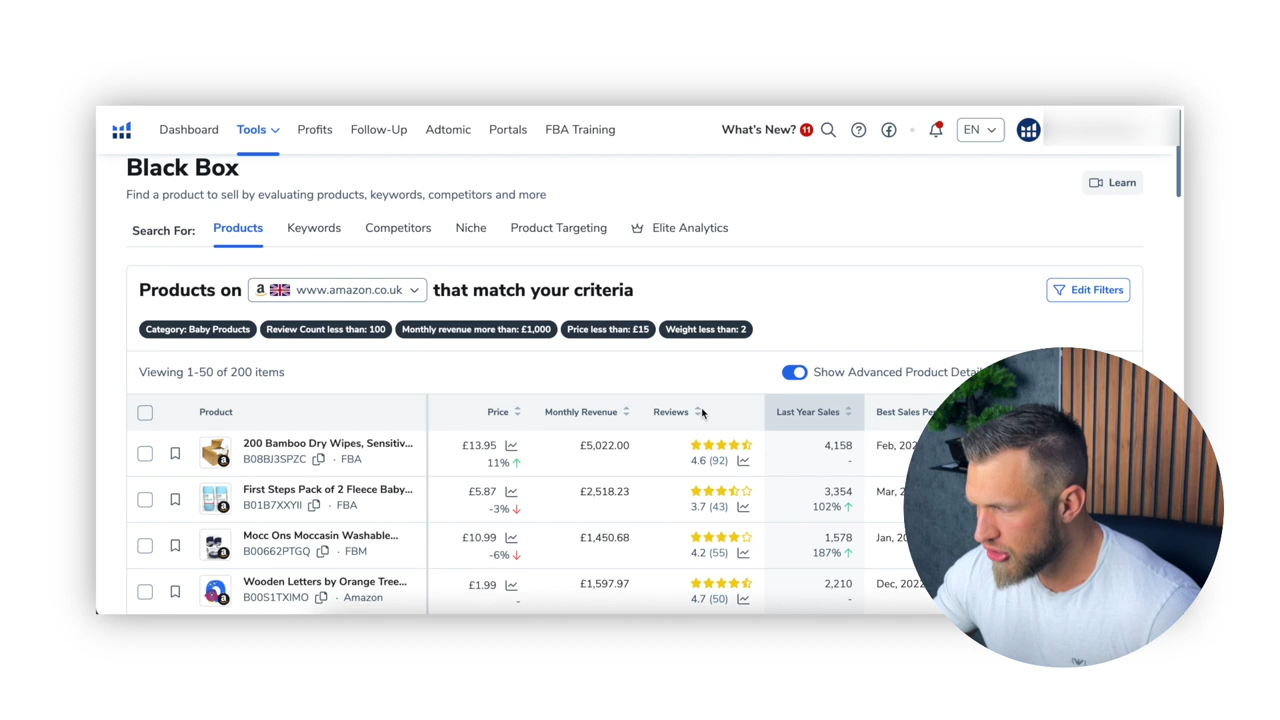 Dashboard Tools Profits Follow-Up Adtomic Portals FBA Training What's New? 11 EN
Black Box
Find a product to sell by evaluating products, keywords, competitors and more
Learn
Search For: Products Keywords Competitors Niche Product Targeting Elite Analytics
Products on www.amazon.co.uk that match your criteria
Edit Filters
Category: Baby Products Review Count less than: 100 Monthly revenue more than: £1,000 Price less than: £15 Weight less than: 2
Viewing 1-50 of 200 items
Show Advanced Product
Product Price Monthly Revenue Reviews Last Year Sales Best Sales
200 Bamboo Dry Wipes, Sensitiv... £13.95 £5,022.00 4,158 Feb,
B08BJ3SPZC · FBA 11% 4.6 (92) -
First Steps Pack of 2 Fleece Baby... £5.87 £2,518.23 3,354 Mar,
B01B7XXYII · FBA -3% 3.7 (43) 102%
Mocc Ons Moccasin Washable... £10.99 £1,450.68 1,578 Jan,
B00662PTGQ · FBM -6% 4.2 (55) 187%
Wooden Letters by Orange Tree... £1.99 £1,597.97 2,210 Dec, 2022
B00S1TXIMO · Amazon - 4.7 (50) -